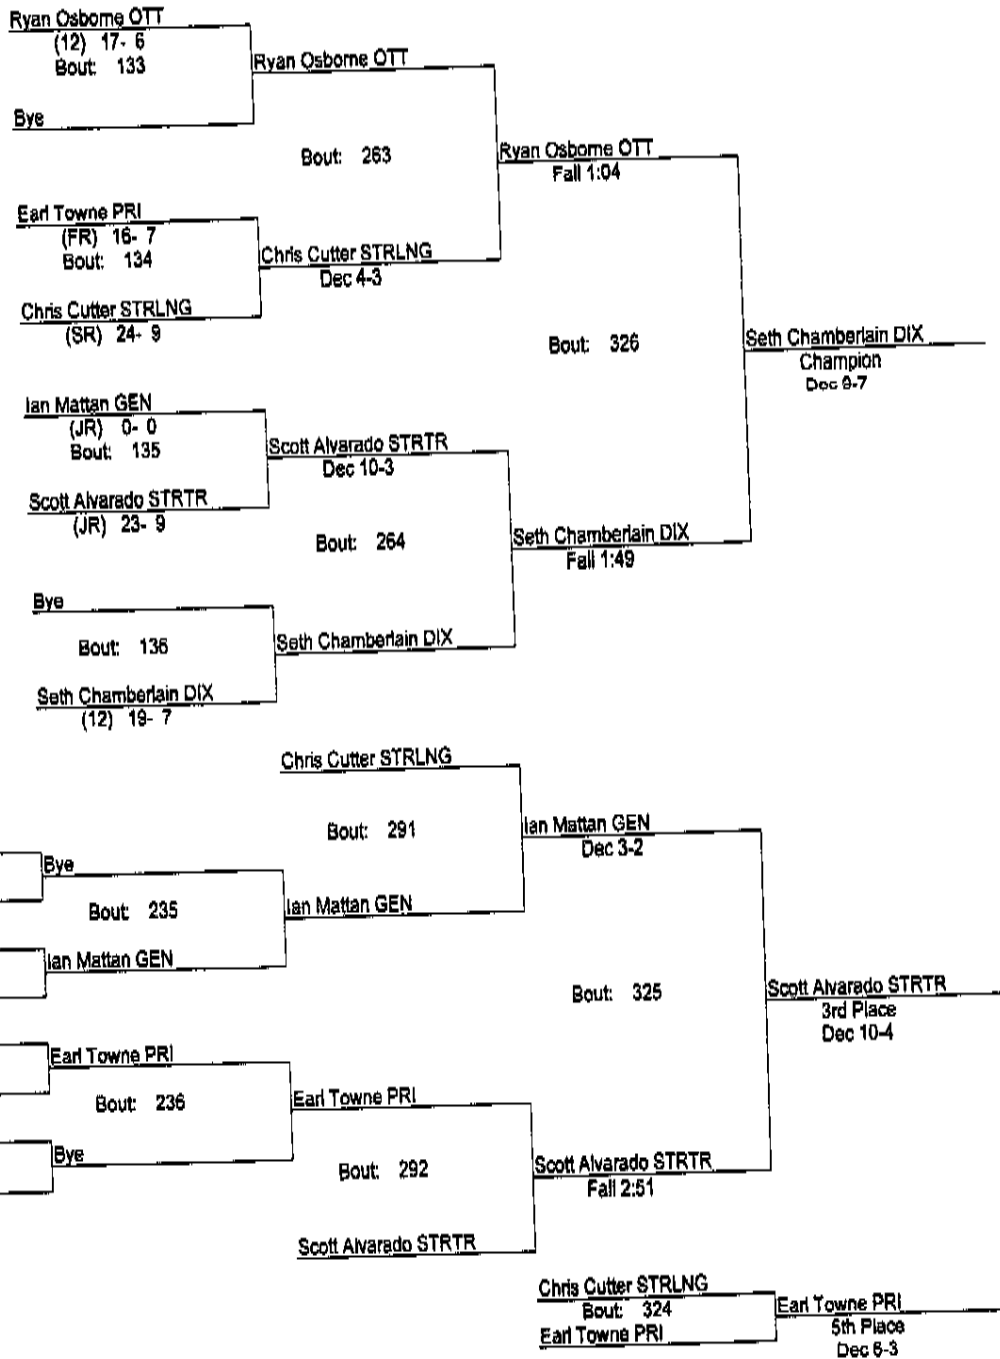 Ryan Osborne OTT
(12) 17- 6
Bout: 133
Ryan Osborne OTT
Bye
Bout: 263
Ryan Osborne OTT
Fall 1:04
Earl Towne PRI
(FR) 16- 7
Bout: 134
Chris Cutter STRLNG
Dec 4-3
Chris Cutter STRLNG
(SR) 24- 9
Bout: 326
Seth Chamberlain DIX
Champion
Dec 9-7
Ian Mattan GEN
(JR) 0- 0
Bout: 135
Scott Alvarado STRTR
Dec 10-3
Scott Alvarado STRTR
(JR) 23- 9
Bout: 264
Seth Chamberlain DIX
Fall 1:49
Bye
Bout: 136
Seth Chamberlain DIX
Seth Chamberlain DIX
(12) 19- 7
Chris Cutter STRLNG
Bout: 291
Ian Mattan GEN
Dec 3-2
Bye
Bout: 235
Ian Mattan GEN
Ian Mattan GEN
Bout: 325
Scott Alvarado STRTR
3rd Place
Dec 10-4
Earl Towne PRI
Bout: 236
Earl Towne PRI
Bye
Bout: 292
Scott Alvarado STRTR
Fall 2:51
Scott Alvarado STRTR
Chris Cutter STRLNG
Bout: 324
Earl Towne PRI
Earl Towne PRI
5th Place
Dec 6-3